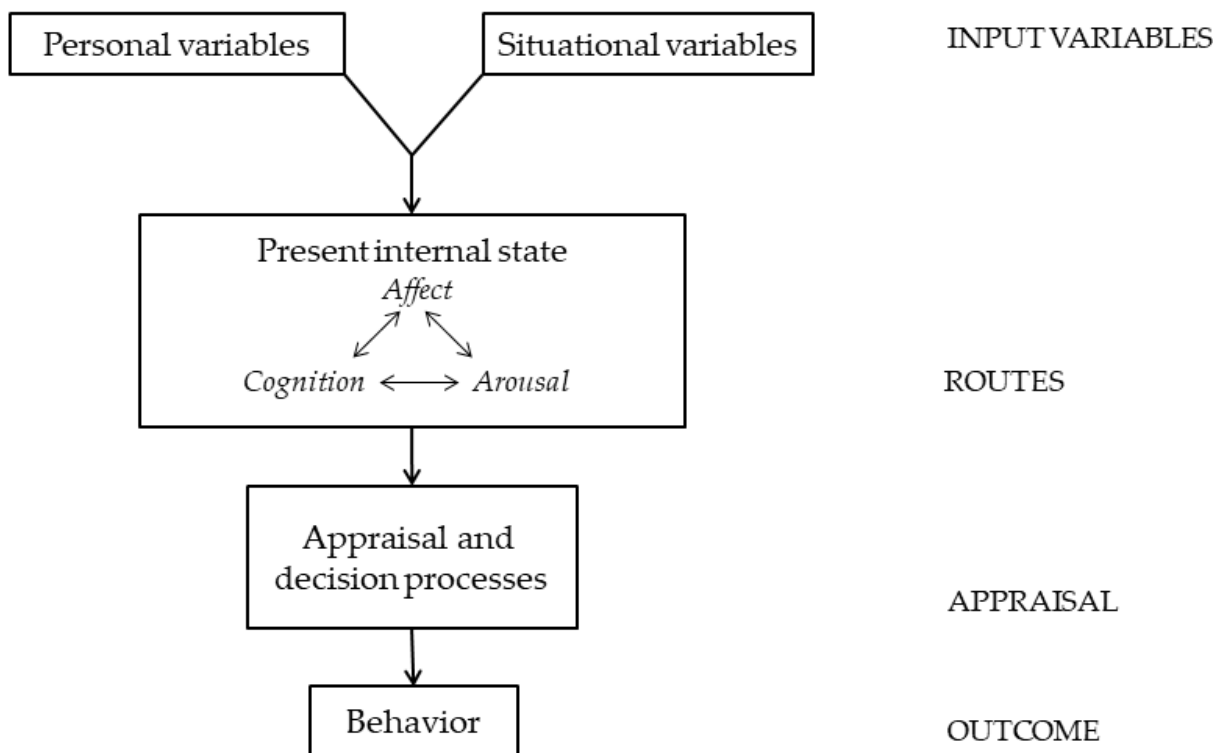 Personal variables
Situational variables
INPUT VARIABLES
Present internal state
Affect
Cognition
Arousal
ROUTES
Appraisal and
decision processes
APPRAISAL
Behavior
OUTCOME